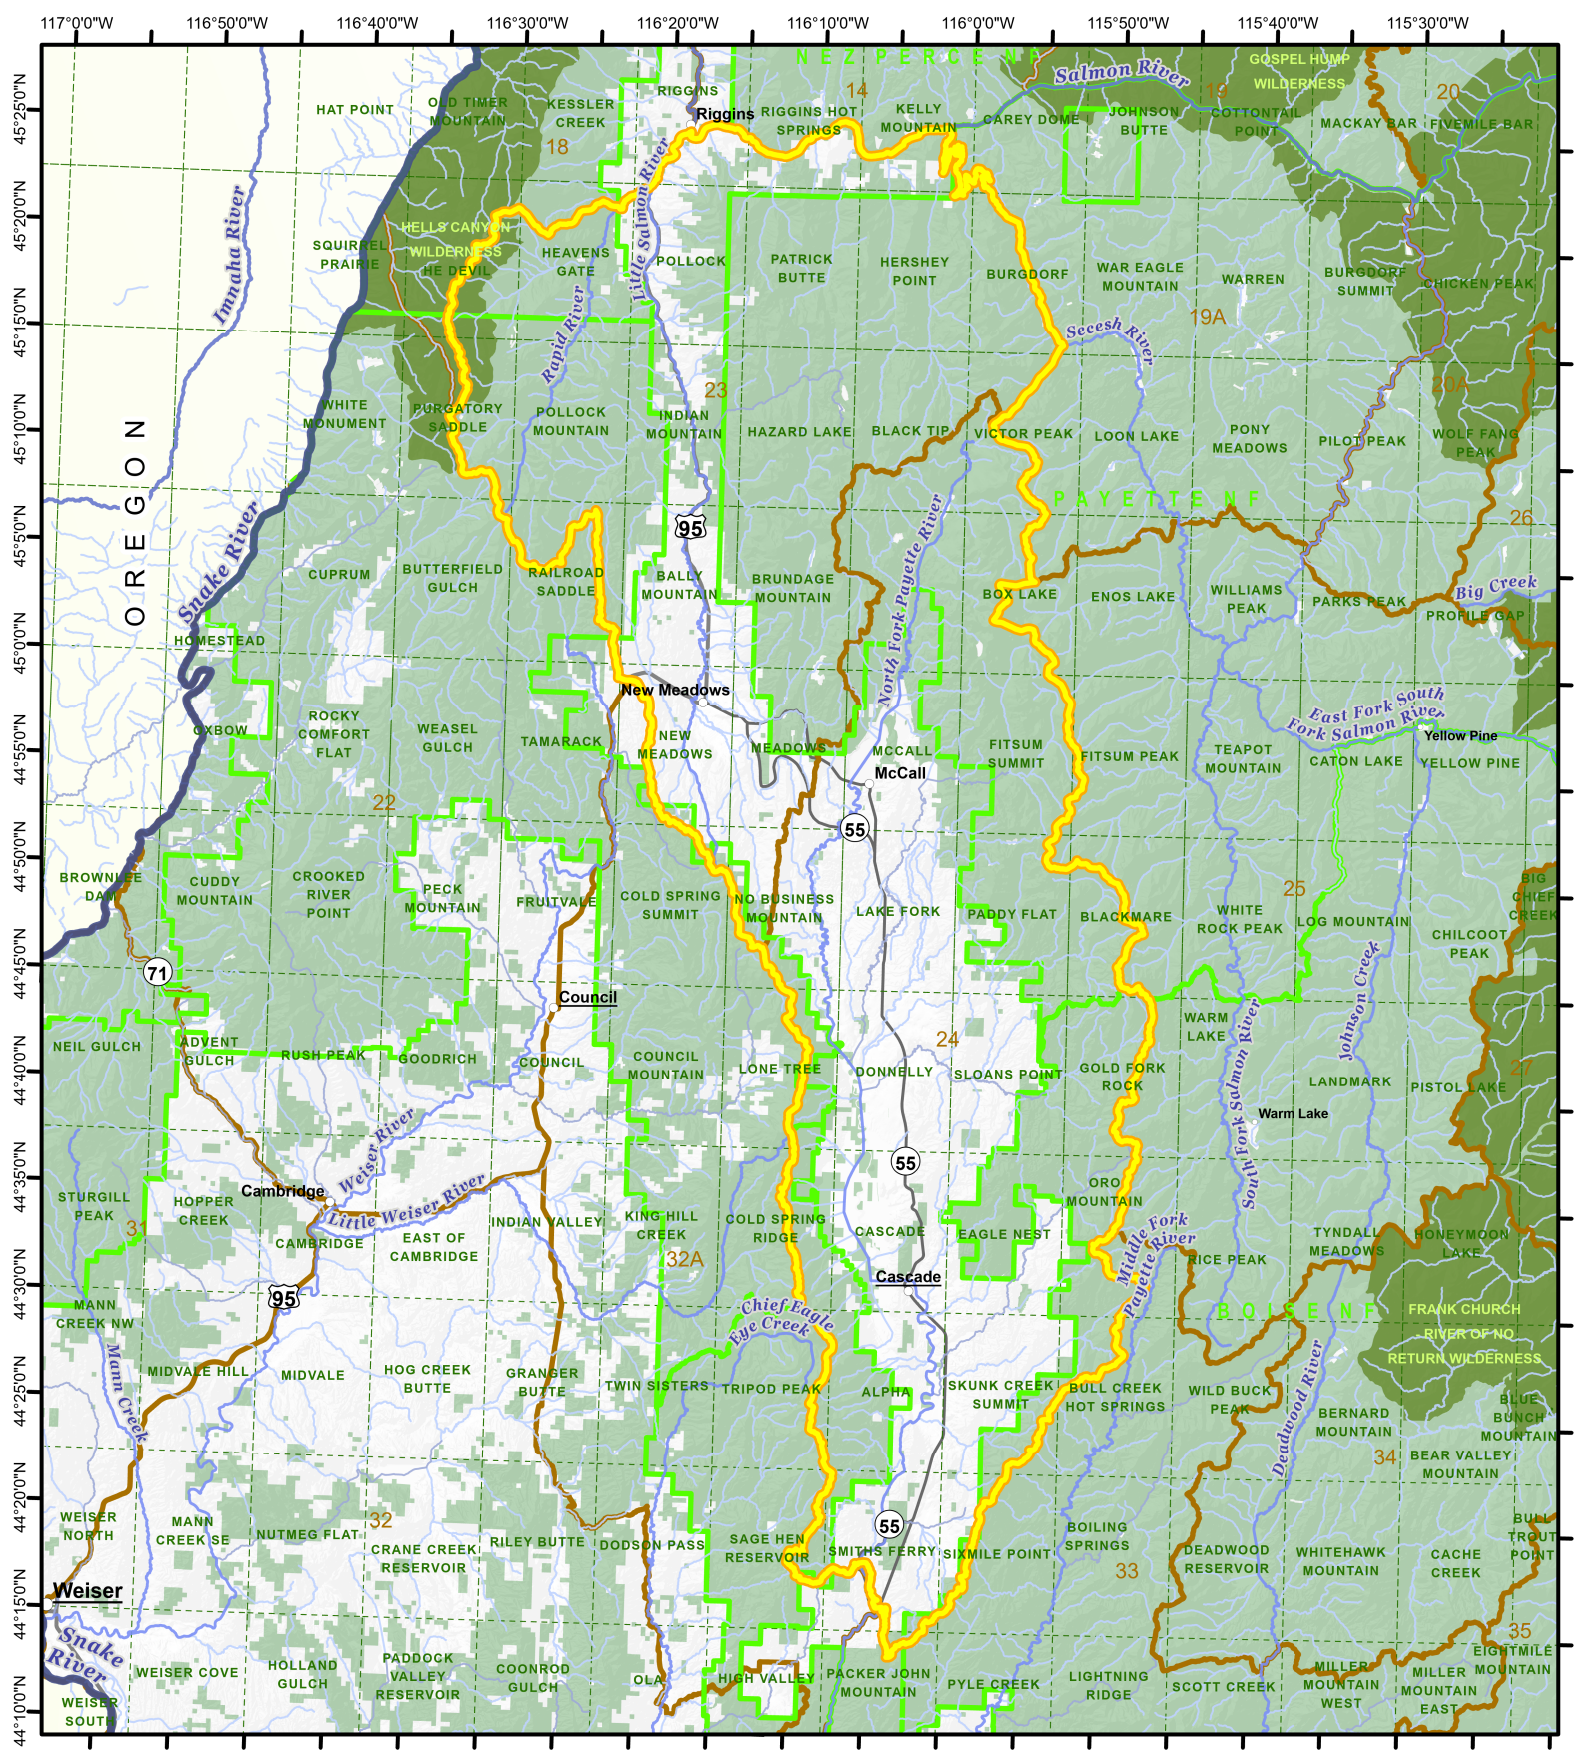 117°0'0"W
116°50'0"W
116°40'0"W
116°30'0"W
116°20'0"W
116°10'0"W
116°0'0"W
115°50'0"W
115°40'0"W
115°30'0"W
45°25'0"N
45°20'0"N
45°15'0"N
45°10'0"N
45°5'0"N
45°0'0"N
44°55'0"N
44°50'0"N
44°45'0"N
44°40'0"N
44°35'0"N
44°30'0"N
44°25'0"N
44°20'0"N
44°15'0"N
44°10'0"N
NEZ PERCE NF
GOSPEL HUMP
WILDERNESS
Salmon River
HAT POINT
OLD TIMER
MOUNTAIN
KESSLER
CREEK
RIGGINS
Riggins
RIGGINS HOT
SPRINGS
14
KELLY
MOUNTAIN
CAREY DOME
JOHNSON
BUTTE
19
COTTONTAIL
POINT
MACKAY BAR
20
FIVEMILE BAR
18
Imnaha River
SQUIRREL
PRAIRIE
HELLS CANYON
WILDERNESS
HE DEVIL
HEAVENS
GATE
Little Salmon River
POLLOCK
PATRICK
BUTTE
HERSHEY
POINT
BURGDORF
WAR EAGLE
MOUNTAIN
WARREN
BURGDORF
SUMMIT
CHICKEN PEAK
19A
Secesh River
Rapid River
OREGON
WHITE
MONUMENT
PURGATORY
SADDLE
POLLOCK
MOUNTAIN
INDIAN
MOUNTAIN
23
HAZARD LAKE
BLACK TIP
VICTOR PEAK
LOON LAKE
PONY
MEADOWS
PILOT PEAK
20A
WOLF FANG
PEAK
PAYETTE NF
26
95
Snake River
CUPRUM
BUTTERFIELD
GULCH
RAILROAD
SADDLE
BALLY
MOUNTAIN
BRUNDAGE
MOUNTAIN
North Fork Payette River
BOX LAKE
ENOS LAKE
WILLIAMS
PEAK
PARKS PEAK
Big Creek
PROFILE GAP
HOMESTEAD
OXBOW
ROCKY
COMFORT
FLAT
WEASEL
GULCH
TAMARACK
New Meadows
NEW
MEADOWS
MEADOWS
MCCALL
McCall
FITSUM
SUMMIT
FITSUM PEAK
TEAPOT
MOUNTAIN
East Fork South
Fork Salmon River
CATON LAKE
Yellow Pine
YELLOW PINE
22
55
BROWNLEE
DAM
CUDDY
MOUNTAIN
CROOKED
RIVER
POINT
PECK
MOUNTAIN
FRUITVALE
COLD SPRING
SUMMIT
NO BUSINESS
MOUNTAIN
LAKE FORK
PADDY FLAT
BLACKMARE
WHITE
ROCK PEAK
25
LOG MOUNTAIN
CHILCOOT
PEAK
BIG
CHIEF
CREEK
71
Council
Johnson Creek
NEIL GULCH
ADVENT
GULCH
RUSH PEAK
GOODRICH
COUNCIL
COUNCIL
MOUNTAIN
LONE TREE
DONNELLY
24
SLOANS POINT
GOLD FORK
ROCK
WARM
LAKE
South Fork Salmon River
LANDMARK
PISTOL LAKE
27
Warm Lake
Weiser River
55
STURGILL
PEAK
31
HOPPER
CREEK
Cambridge
CAMBRIDGE
Little Weiser River
EAST OF
CAMBRIDGE
INDIAN VALLEY
KING HILL
CREEK
32A
COLD SPRING
RIDGE
CASCADE
Cascade
EAGLE NEST
ORO
MOUNTAIN
Middle Fork
Payette River
RICE PEAK
TYNDALL
MEADOWS
HONEYMOON
LAKE
95
BOISE NF
FRANK CHURCH
RIVER OF NO
RETURN WILDERNESS
MANN
CREEK NW
Chief Eagle
Eye Creek
Mann Creek
MIDVALE HILL
MIDVALE
HOG CREEK
BUTTE
GRANGER
BUTTE
TWIN SISTERS
TRIPOD PEAK
ALPHA
SKUNK CREEK
SUMMIT
BULL CREEK
HOT SPRINGS
WILD BUCK
PEAK
Deadwood River
BERNARD
MOUNTAIN
BLUE
BUNCH
MOUNTAIN
34
BEAR VALLEY
MOUNTAIN
WEISER
NORTH
MANN
CREEK SE
NUTMEG FLAT
32
CRANE CREEK
RESERVOIR
RILEY BUTTE
DODSON PASS
SAGE HEN
RESERVOIR
55
SMITHS FERRY
SIXMILE POINT
BOILING
SPRINGS
33
DEADWOOD
RESERVOIR
WHITEHAWK
MOUNTAIN
CACHE
CREEK
BULL
TROUT
POINT
Weiser
Snake
River
WEISER COVE
HOLLAND
GULCH
PADDOCK
VALLEY
RESERVOIR
COONROD
GULCH
OLA
HIGH VALLEY
PACKER JOHN
MOUNTAIN
PYLE CREEK
LIGHTNING
RIDGE
SCOTT CREEK
MILLER
MOUNTAIN
WEST
MILLER
MOUNTAIN
EAST
35
EIGHTMILE
MOUNTAIN
WEISER
SOUTH